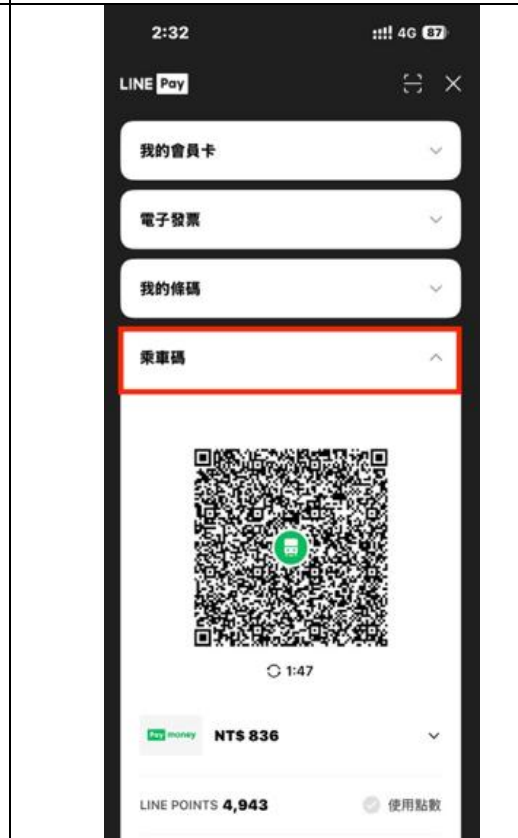 2:32 4G 87
LINE Pay
我的會員卡
電子發票
我的條碼
乘車碼
1:47
Pay money NT$ 836
LINE POINTS 4,943 使用點數